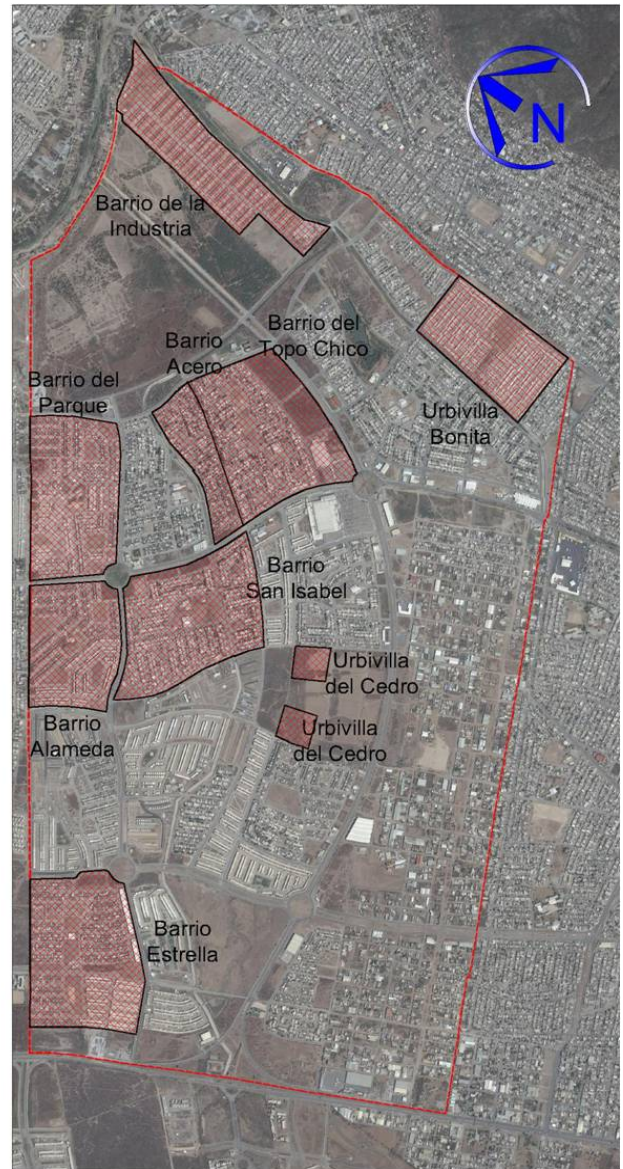 N
Barrio de la
Industria
Barrio del
Topo Chico
Barrio
Acero
Barrio del
Parque
Urbivilla
Bonita
Barrio
San Isabel
Urbivilla
del Cedro
Barrio
Alameda
Urbivilla
del Cedro
Barrio
Estrella